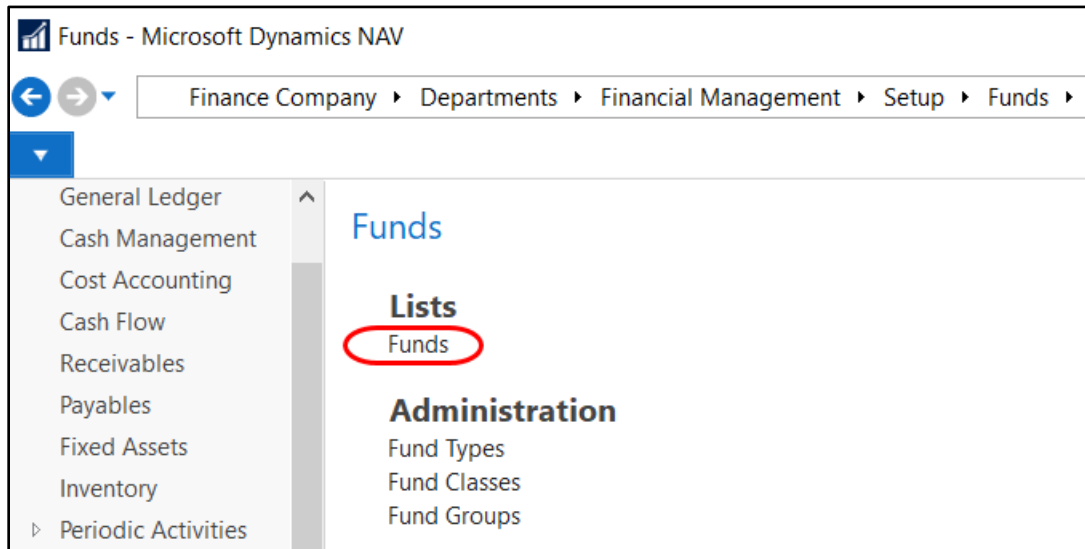 Funds - Microsoft Dynamics NAV
Finance Company Departments Financial Management Setup Funds
General Ledger
Cash Management
Cost Accounting
Cash Flow
Receivables
Payables
Fixed Assets
Inventory
Periodic Activities
Funds
Lists
Funds
Administration
Fund Types
Fund Classes
Fund Groups